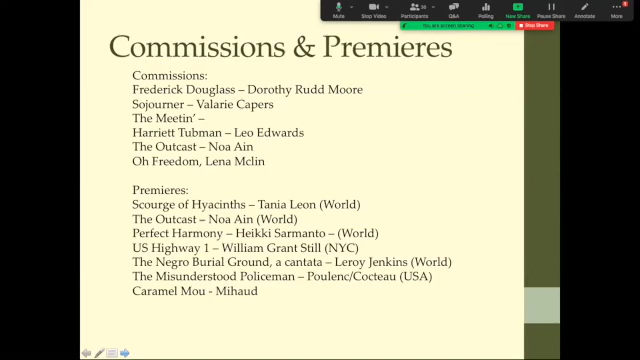 Mute
Stop Video
Participants
Q&A
Polling
New Share
Pause Share
Annotate
More
You are screen sharing
Stop Share
Commissions & Premieres
Commissions:
Frederick Douglass – Dorothy Rudd Moore
Sojourner – Valarie Capers
The Meetin’ –
Harriett Tubman – Leo Edwards
The Outcast – Noa Ain
Oh Freedom, Lena Mclin
Premieres:
Scourge of Hyacinths – Tania Leon (World)
The Outcast – Noa Ain (World)
Perfect Harmony – Heikki Sarmanto – (World)
US Highway 1 – William Grant Still (NYC)
The Negro Burial Ground, a cantata – Leroy Jenkins (World)
The Misunderstood Policeman – Poulenc/Cocteau (USA)
Caramel Mou - Mihaud